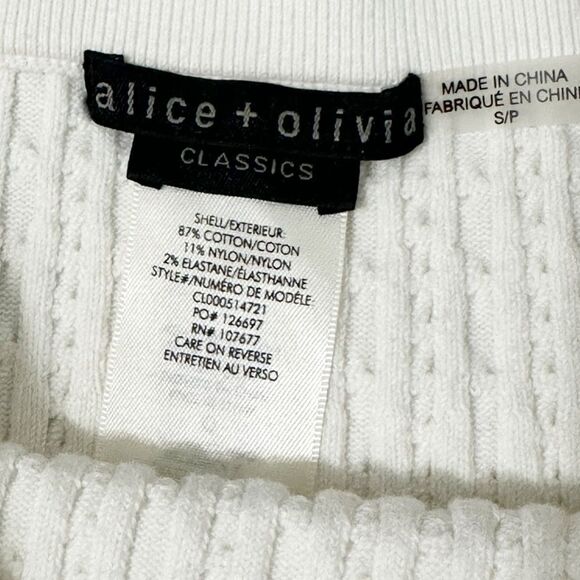 alice + olivia
CLASSICS
MADE IN CHINA
FABRIQUÉ EN CHINE
S/P
SHELL/EXTERIEUR:
87% COTTON/COTON
11% NYLON/NYLON
2% ELASTANE/ÉLASTHANNE
STYLE#/NUMÉRO DE MODÈLE:
CL000514721
PO# 126697
RN# 107677
CARE ON REVERSE
ENTRETIEN AU VERSO